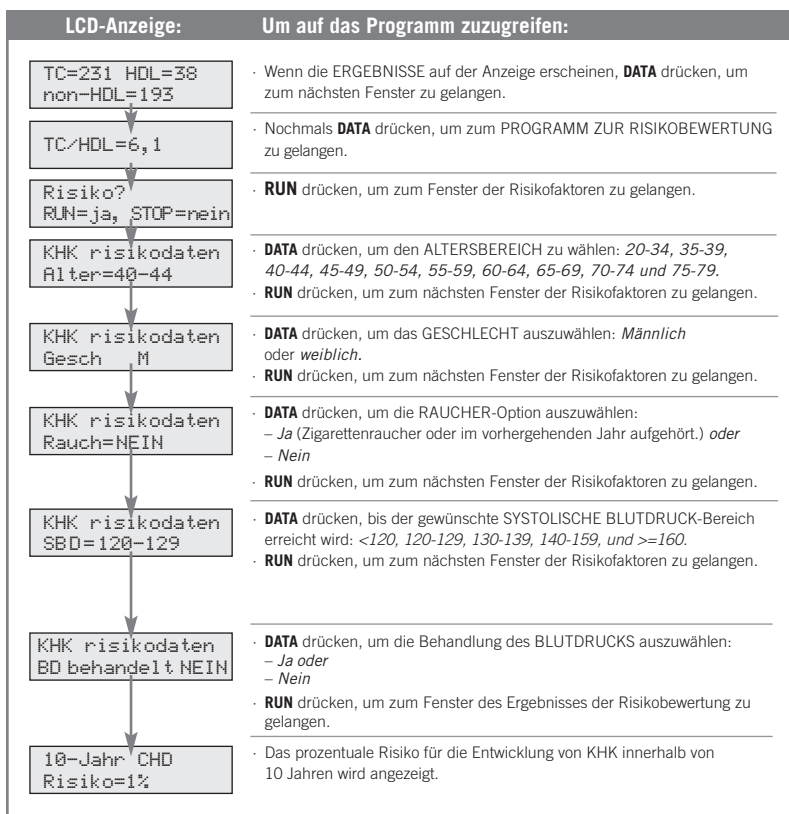 LCD-Anzeige: Um auf das Programm zuzugreifen:
TC=231 HDL=38
non-HDL=193
· Wenn die ERGEBNISSE auf der Anzeige erscheinen, DATA drücken, um
zum nächsten Fenster zu gelangen.
TC/HDL=6,1
· Nochmals DATA drücken, um zum PROGRAMM ZUR RISIKOBEWERTUNG
zu gelangen.
Risiko?
RUN=ja, STOP=nein
· RUN drücken, um zum Fenster der Risikofaktoren zu gelangen.
KHK risikodaten
Alter=40-44
· DATA drücken, um den ALTERSBEREICH zu wählen: 20-34, 35-39,
40-44, 45-49, 50-54, 55-59, 60-64, 65-69, 70-74 und 75-79.
· RUN drücken, um zum nächsten Fenster der Risikofaktoren zu gelangen.
KHK risikodaten
Gesch M
· DATA drücken, um das GESCHLECHT auszuwählen: Männlich
oder weiblich.
· RUN drücken, um zum nächsten Fenster der Risikofaktoren zu gelangen.
KHK risikodaten
Rauch=NEIN
· DATA drücken, um die RAUCHER-Option auszuwählen:
– Ja (Zigarettenraucher oder im vorhergehenden Jahr aufgehört.) oder
– Nein
· RUN drücken, um zum nächsten Fenster der Risikofaktoren zu gelangen.
KHK risikodaten
SBD=120-129
· DATA drücken, bis der gewünschte SYSTOLISCHE BLUTDRUCK-Bereich
erreicht wird: <120, 120-129, 130-139, 140-159, und >=160.
· RUN drücken, um zum nächsten Fenster der Risikofaktoren zu gelangen.
KHK risikodaten
BD behandelt NEIN
· DATA drücken, um die Behandlung des BLUTDRUCKS auszuwählen:
– Ja oder
– Nein
· RUN drücken, um zum Fenster des Ergebnisses der Risikobewertung zu
gelangen.
10-Jahr CHD
Risiko=1%
· Das prozentuale Risiko für die Entwicklung von KHK innerhalb von
10 Jahren wird angezeigt.